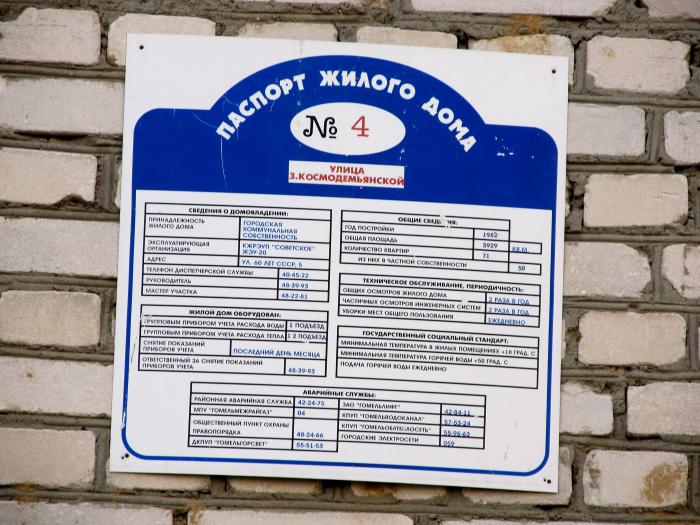 ПАСПОРТ ЖИЛОГО ДОМА
№ 4
УЛИЦА
З.КОСМОДЕМЬЯНСКОЙ
СВЕДЕНИЯ О ДОМОВЛАДЕНИИ:
ПРИНАДЛЕЖНОСТЬ ЖИЛОГО ДОМА ГОРОДСКАЯ КОММУНАЛЬНАЯ СОБСТВЕННОСТЬ
ЭКСПЛУАТИРУЮЩАЯ ОРГАНИЗАЦИЯ КЖРЭУП "СОВЕТСКОЕ" ЖЭУ-20
АДРЕС УЛ. 60 ЛЕТ СССР, 5
ТЕЛЕФОН ДИСПЕТЧЕРСКОЙ СЛУЖБЫ 40-45-22
РУКОВОДИТЕЛЬ 48-39-93
МАСТЕР УЧАСТКА 48-22-61
ЖИЛОЙ ДОМ ОБОРУДОВАН:
ГРУППОВЫМ ПРИБОРОМ УЧЕТА РАСХОДА ВОДЫ 1 ПОДЪЕЗД
ГРУППОВЫМ ПРИБОРОМ УЧЕТА РАСХОДА ТЕПЛА 1 2 ПОДЪЕЗД
СНЯТИЕ ПОКАЗАНИЙ ПРИБОРОВ УЧЕТА ПОСЛЕДНИЙ ДЕНЬ МЕСЯЦА
ОТВЕТСТВЕННЫЙ ЗА СНЯТИЕ ПОКАЗАНИЙ ПРИБОРОВ УЧЕТА 48-39-93
ОБЩИЕ СВЕДЕНИЯ:
ГОД ПОСТРОЙКИ 1982
ОБЩАЯ ПЛОЩАДЬ 3929 КВ.М.
КОЛИЧЕСТВО КВАРТИР 71
ИЗ НИХ В ЧАСТНОЙ СОБСТВЕННОСТИ 50
ТЕХНИЧЕСКОЕ ОБСЛУЖИВАНИЕ, ПЕРИОДИЧНОСТЬ:
ОБЩИХ ОСМОТРОВ ЖИЛОГО ДОМА 2 РАЗА В ГОД
ЧАСТИЧНЫХ ОСМОТРОВ ИНЖЕНЕРНЫХ СИСТЕМ 2 РАЗА В ГОД
УБОРКИ МЕСТ ОБЩЕГО ПОЛЬЗОВАНИЯ ЕЖЕДНЕВНО
ГОСУДАРСТВЕННЫЙ СОЦИАЛЬНЫЙ СТАНДАРТ:
МИНИМАЛЬНАЯ ТЕМПЕРАТУРА В ЖИЛЫХ ПОМЕЩЕНИЯХ +18 ГРАД. С
МИНИМАЛЬНАЯ ТЕМПЕРАТУРА ГОРЯЧЕЙ ВОДЫ +50 ГРАД. С
ПОДАЧА ГОРЯЧЕЙ ВОДЫ ЕЖЕДНЕВНО
АВАРИЙНЫЕ СЛУЖБЫ:
РАЙОННАЯ АВАРИЙНАЯ СЛУЖБА 42-24-75
МПУ "ГОМЕЛЬМЕЖРАЙГАЗ" 04
ОБЩЕСТВЕННЫЙ ПУНКТ ОХРАНЫ ПРАВОПОРЯДКА 48-24-66
ДКПУП "ГОМЕЛЬГОРСВЕТ" 55-51-53
ЗАО "ГОМЕЛЬЛИФТ" 42-84-11
КПУП "ГОМЕЛЬВОДОКАНАЛ" 57-53-24
КПУП "ГОМЕЛЬОБЛТЕПЛОСЕТЬ" 55-96-63
ГОРОДСКИЕ ЭЛЕКТРОСЕТИ 059